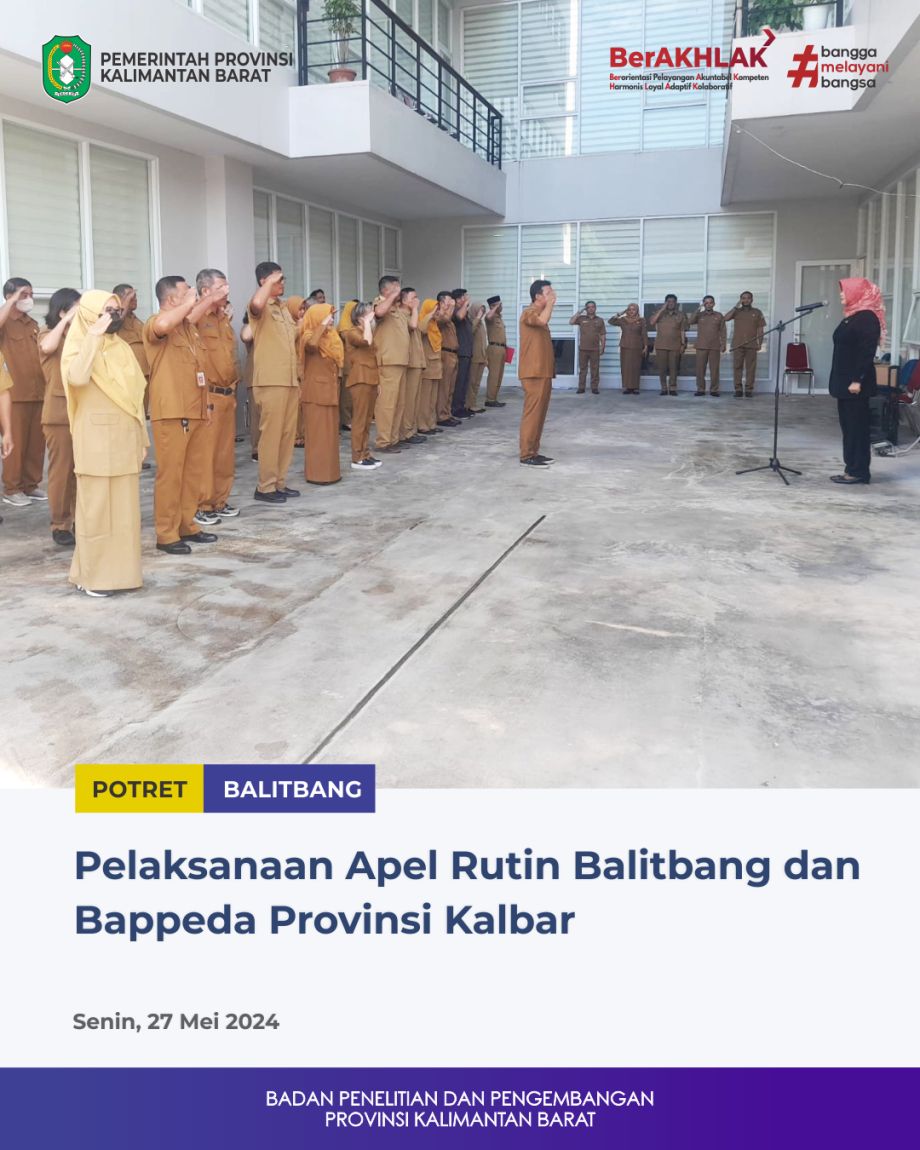 PEMERINTAH PROVINSI
KALIMANTAN BARAT
BerAKHLAK
Berorientasi Pelayanan Akuntabel Kompeten
Harmonis Loyal Adaptif Kolaboratif
#bangga
melayani
bangsa
POTRET BALITBANG
Pelaksanaan Apel Rutin Balitbang dan
Bappeda Provinsi Kalbar
Senin, 27 Mei 2024
BADAN PENELITIAN DAN PENGEMBANGAN
PROVINSI KALIMANTAN BARAT